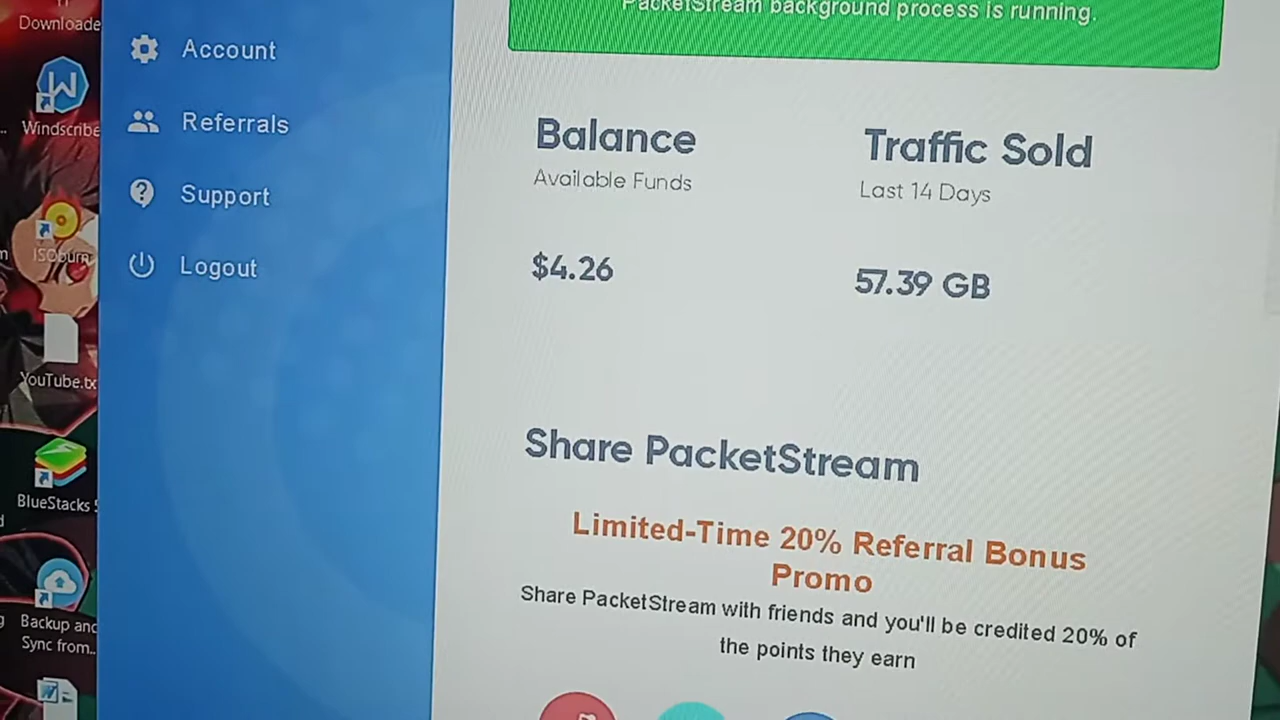 Downloade
Windscribe
ISOburn
YouTube.tx
BlueStacks 5
Backup and
Sync from...
Account
Referrals
Support
Logout
PacketStream background process is running.
Balance
Available Funds
$4.26
Traffic Sold
Last 14 Days
57.39 GB
Share PacketStream
Limited-Time 20% Referral Bonus
Promo
Share PacketStream with friends and you'll be credited 20% of
the points they earn